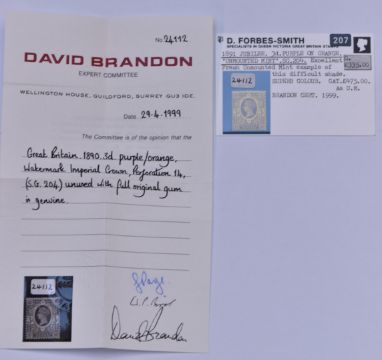 No. 24112
DAVID BRANDON
EXPERT COMMITTEE
WELLINGTON HOUSE, GUILDFORD, SURREY GU3 1DE
Date 29-4-1999
The Committee is of the opinion that the
Great Britain 1890 3d purple/orange,
Watermark Imperial Crown, Perforation 14,
(S.G. 204) unused with full original gum
is genuine.
24112
David Brandon
D. FORBES-SMITH
207
SPECIALISTS IN QUEEN VICTORIA GREAT BRITAIN STAMPS
1891 JUBILEE. 3d. PURPLE ON ORANGE.
'UNMOUNTED MINT'. SG.204. Excellent
Fresh Unmounted Mint example of
this difficult shade.
24112
SUPERB COLOUR. CAT.£475.00
As U.M.
BRANDON CERT. 1999.
£335.00